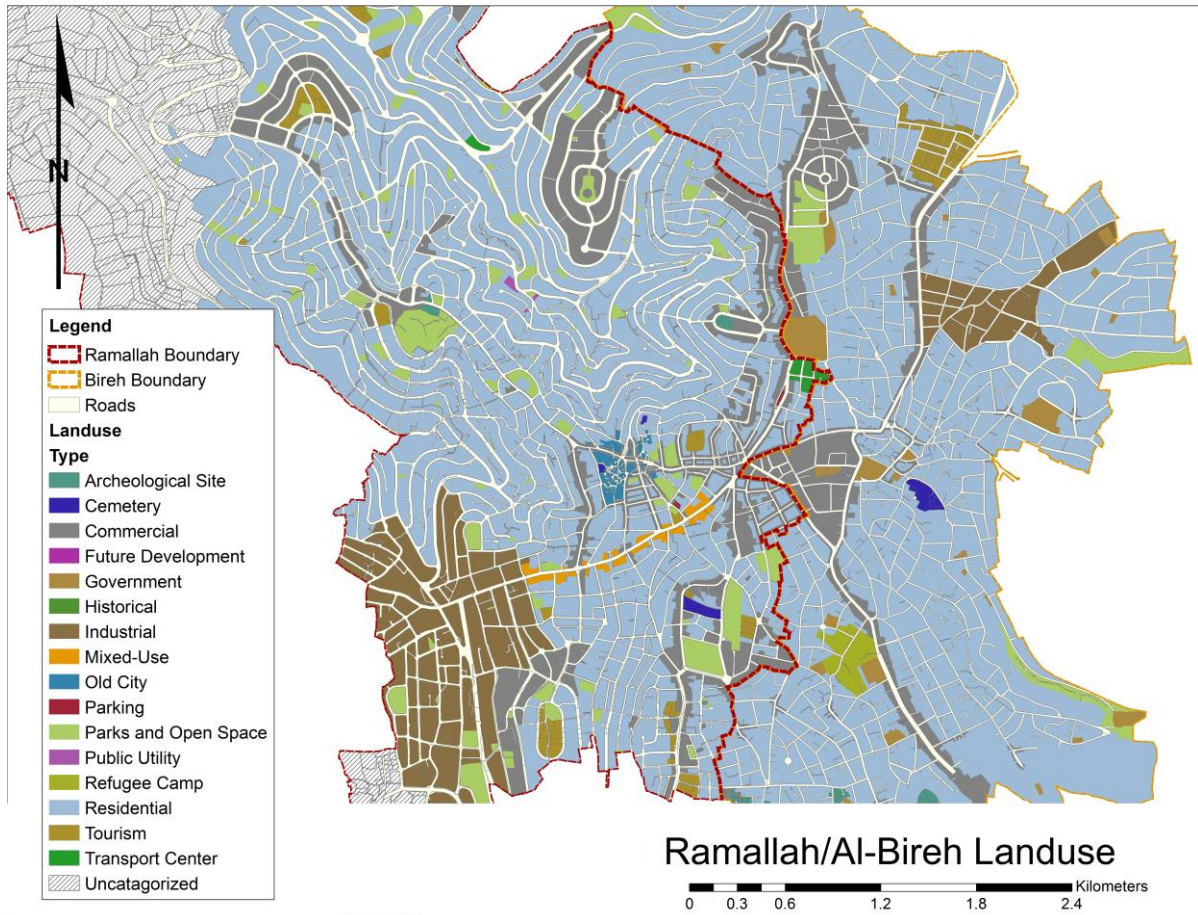 N
Legend
Ramallah Boundary
Bireh Boundary
Roads
Landuse
Type
Archeological Site
Cemetery
Commercial
Future Development
Government
Historical
Industrial
Mixed-Use
Old City
Parking
Parks and Open Space
Public Utility
Refugee Camp
Residential
Tourism
Transport Center
Uncatagorized
Ramallah/Al-Bireh Landuse
Kilometers
0 0.3 0.6 1.2 1.8 2.4